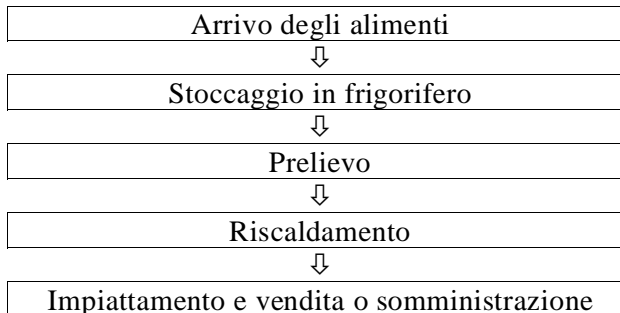 Arrivo degli alimenti
⇩
Stoccaggio in frigorifero
⇩
Prelievo
⇩
Riscaldamento
⇩
Impiattamento e vendita o somministrazione